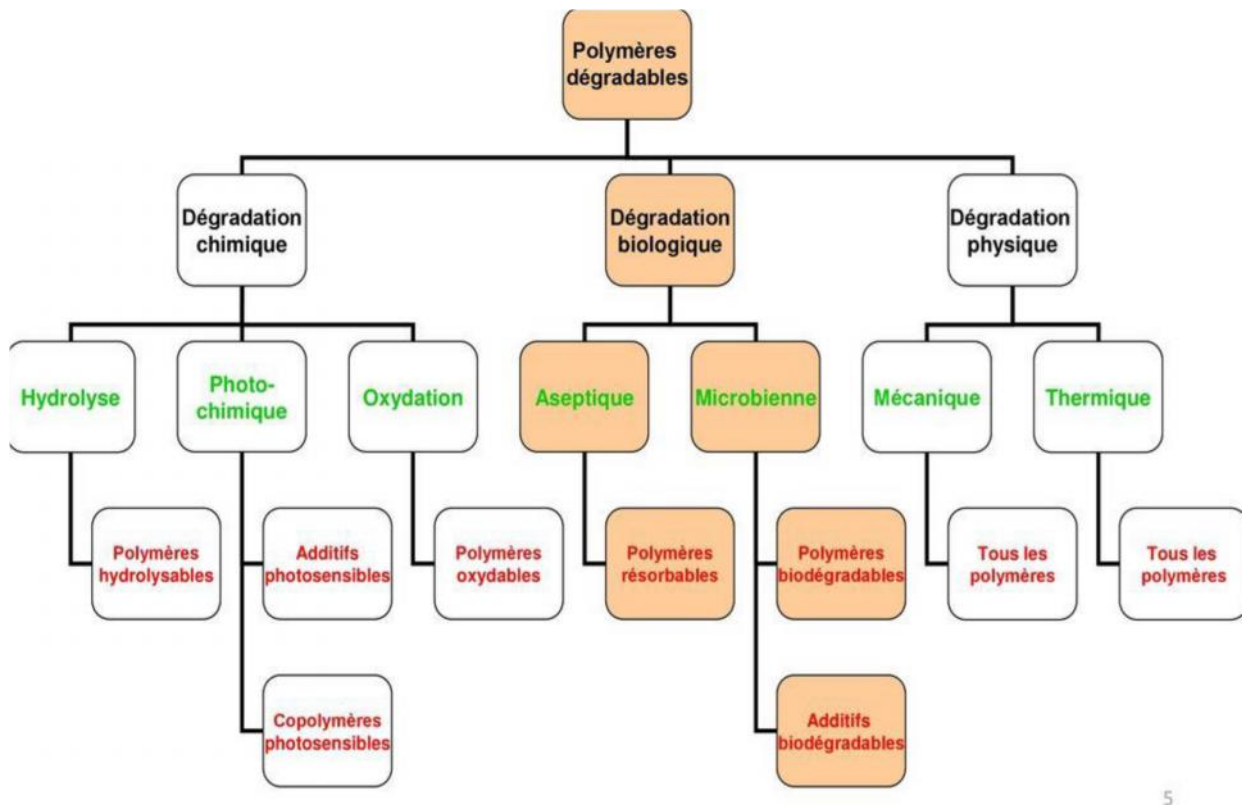 Polymères
dégradables
Dégradation
chimique
Dégradation
biologique
Dégradation
physique
Hydrolyse
Photo-
chimique
Oxydation
Aseptique
Microbienne
Mécanique
Thermique
Polymères
hydrolysables
Additifs
photosensibles
Polymères
oxydables
Polymères
résorbables
Polymères
biodégradables
Tous les
polymères
Tous les
polymères
Copolymères
photosensibles
Additifs
biodégradables
5